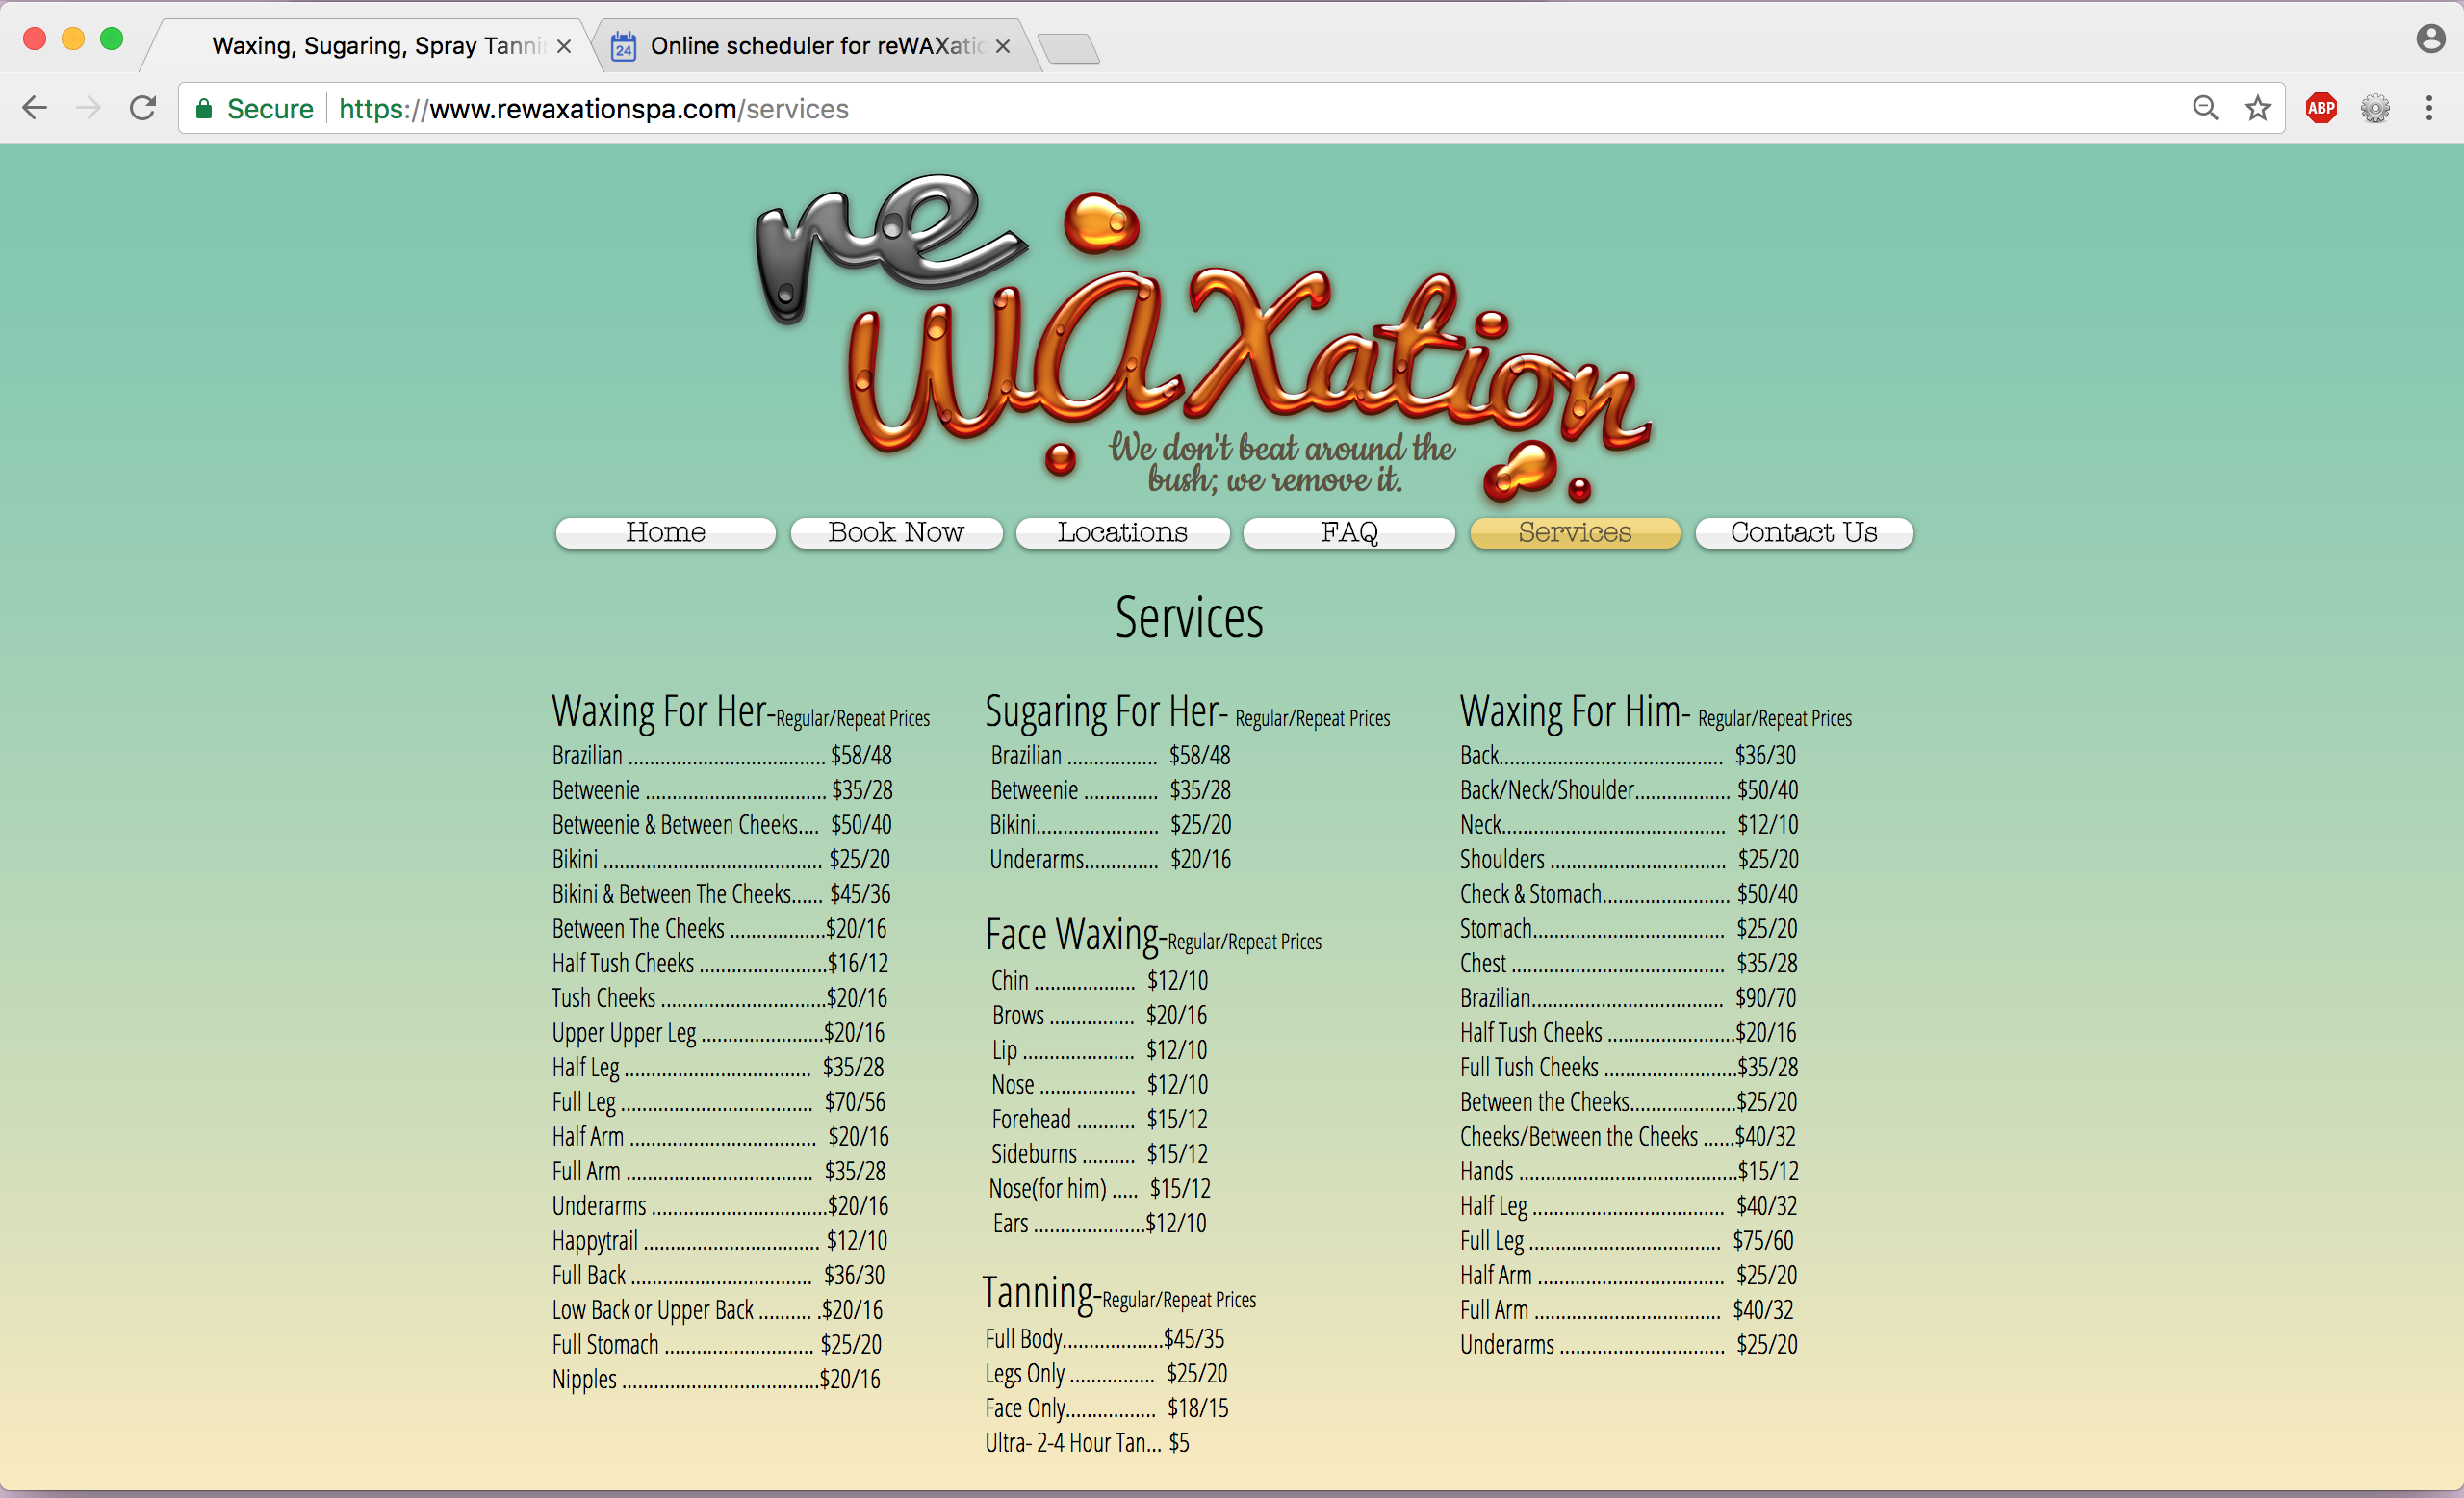 Waxing, Sugaring, Spray Tanni
24 Online scheduler for reWAXatio
Secure https://www.rewaxationspa.com/services
ABP
re
waxation
We don't beat around the
bush; we remove it.
Home Book Now Locations FAQ Services Contact Us
Services
Waxing For Her-Regular/Repeat Prices
Brazilian ..................................... $58/48
Betweenie .................................. $35/28
Betweenie & Between Cheeks.... $50/40
Bikini ......................................... $25/20
Bikini & Between The Cheeks...... $45/36
Between The Cheeks ..................$20/16
Half Tush Cheeks ........................$16/12
Tush Cheeks ...............................$20/16
Upper Upper Leg .......................$20/16
Half Leg ................................... $35/28
Full Leg .................................... $70/56
Half Arm ................................... $20/16
Full Arm ................................... $35/28
Underarms .................................$20/16
Happytrail ................................. $12/10
Full Back .................................. $36/30
Low Back or Upper Back .......... .$20/16
Full Stomach ............................ $25/20
Nipples .....................................$20/16
Sugaring For Her- Regular/Repeat Prices
Brazilian ................. $58/48
Betweenie .............. $35/28
Bikini....................... $25/20
Underarms.............. $20/16
Face Waxing-Regular/Repeat Prices
Chin ................... $12/10
Brows ................ $20/16
Lip ..................... $12/10
Nose .................. $12/10
Forehead ........... $15/12
Sideburns .......... $15/12
Nose(for him) ..... $15/12
Ears .....................$12/10
Tanning-Regular/Repeat Prices
Full Body...................$45/35
Legs Only ................ $25/20
Face Only................. $18/15
Ultra- 2-4 Hour Tan... $5
Waxing For Him- Regular/Repeat Prices
Back.......................................... $36/30
Back/Neck/Shoulder.................. $50/40
Neck.......................................... $12/10
Shoulders ................................. $25/20
Check & Stomach........................ $50/40
Stomach.................................... $25/20
Chest ........................................ $35/28
Brazilian.................................... $90/70
Half Tush Cheeks ........................$20/16
Full Tush Cheeks .........................$35/28
Between the Cheeks....................$25/20
Cheeks/Between the Cheeks ......$40/32
Hands .........................................$15/12
Half Leg .................................... $40/32
Full Leg .................................... $75/60
Half Arm ................................... $25/20
Full Arm ................................... $40/32
Underarms ............................... $25/20